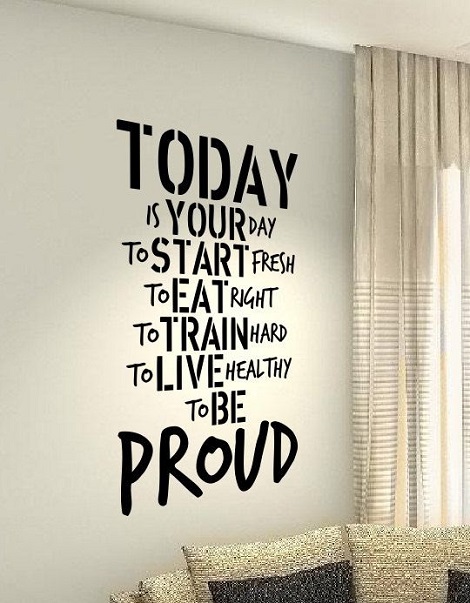 TODAY
IS YOUR DAY
TO START FRESH
TO EAT RIGHT
TO TRAIN HARD
TO LIVE HEALTHY
TO BE
PROUD